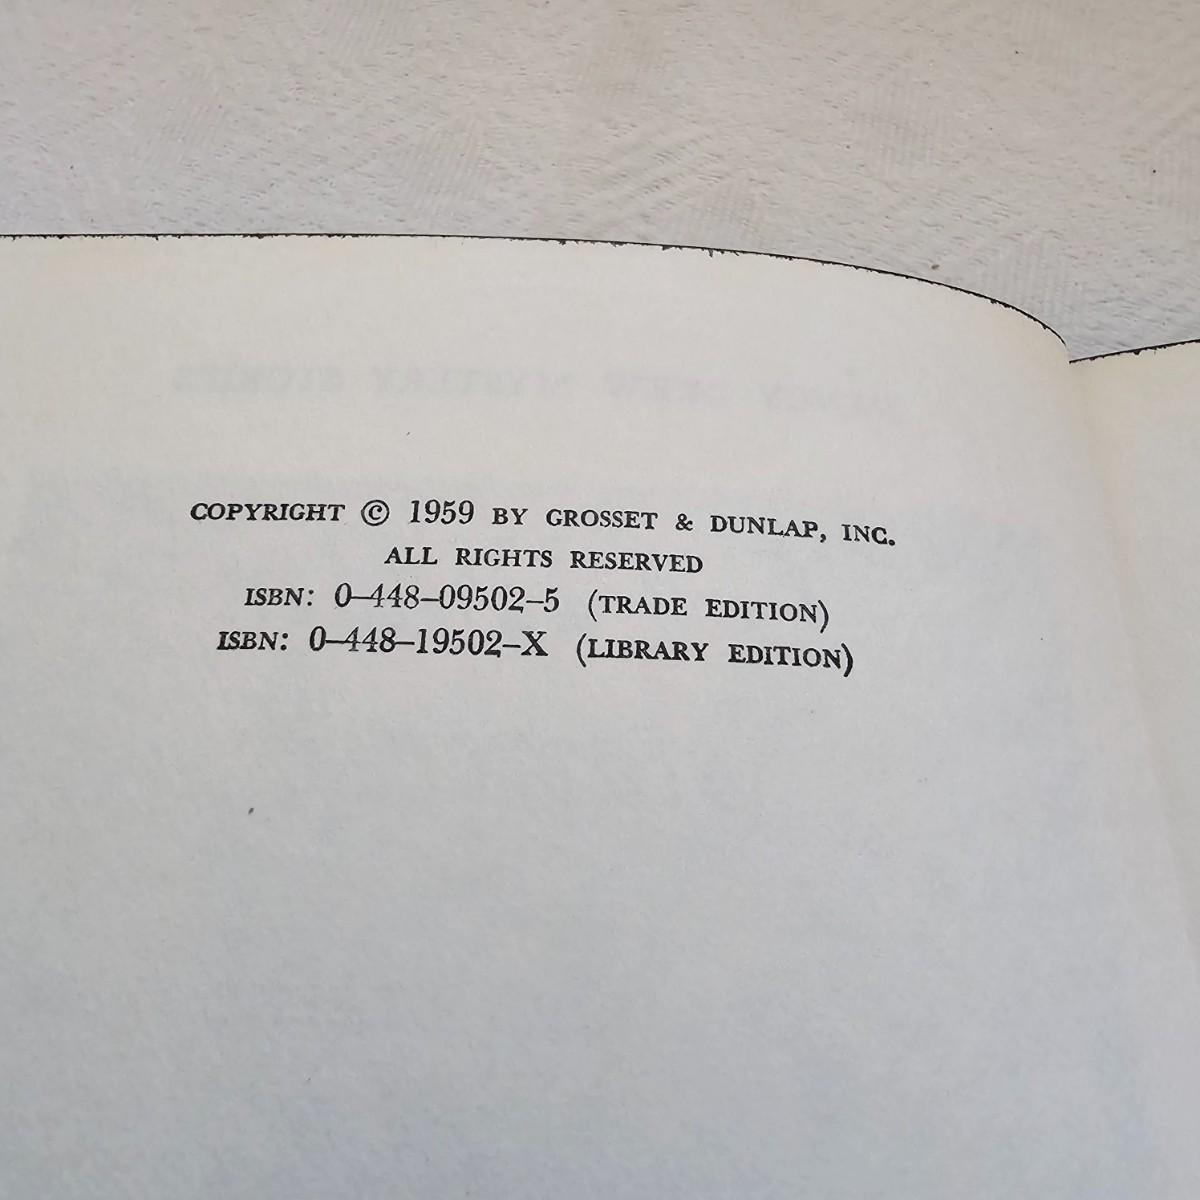 COPYRIGHT © 1959 BY GROSSET & DUNLAP, INC.
ALL RIGHTS RESERVED
ISBN: 0–448–09502–5 (TRADE EDITION)
ISBN: 0–448–19502–X (LIBRARY EDITION)